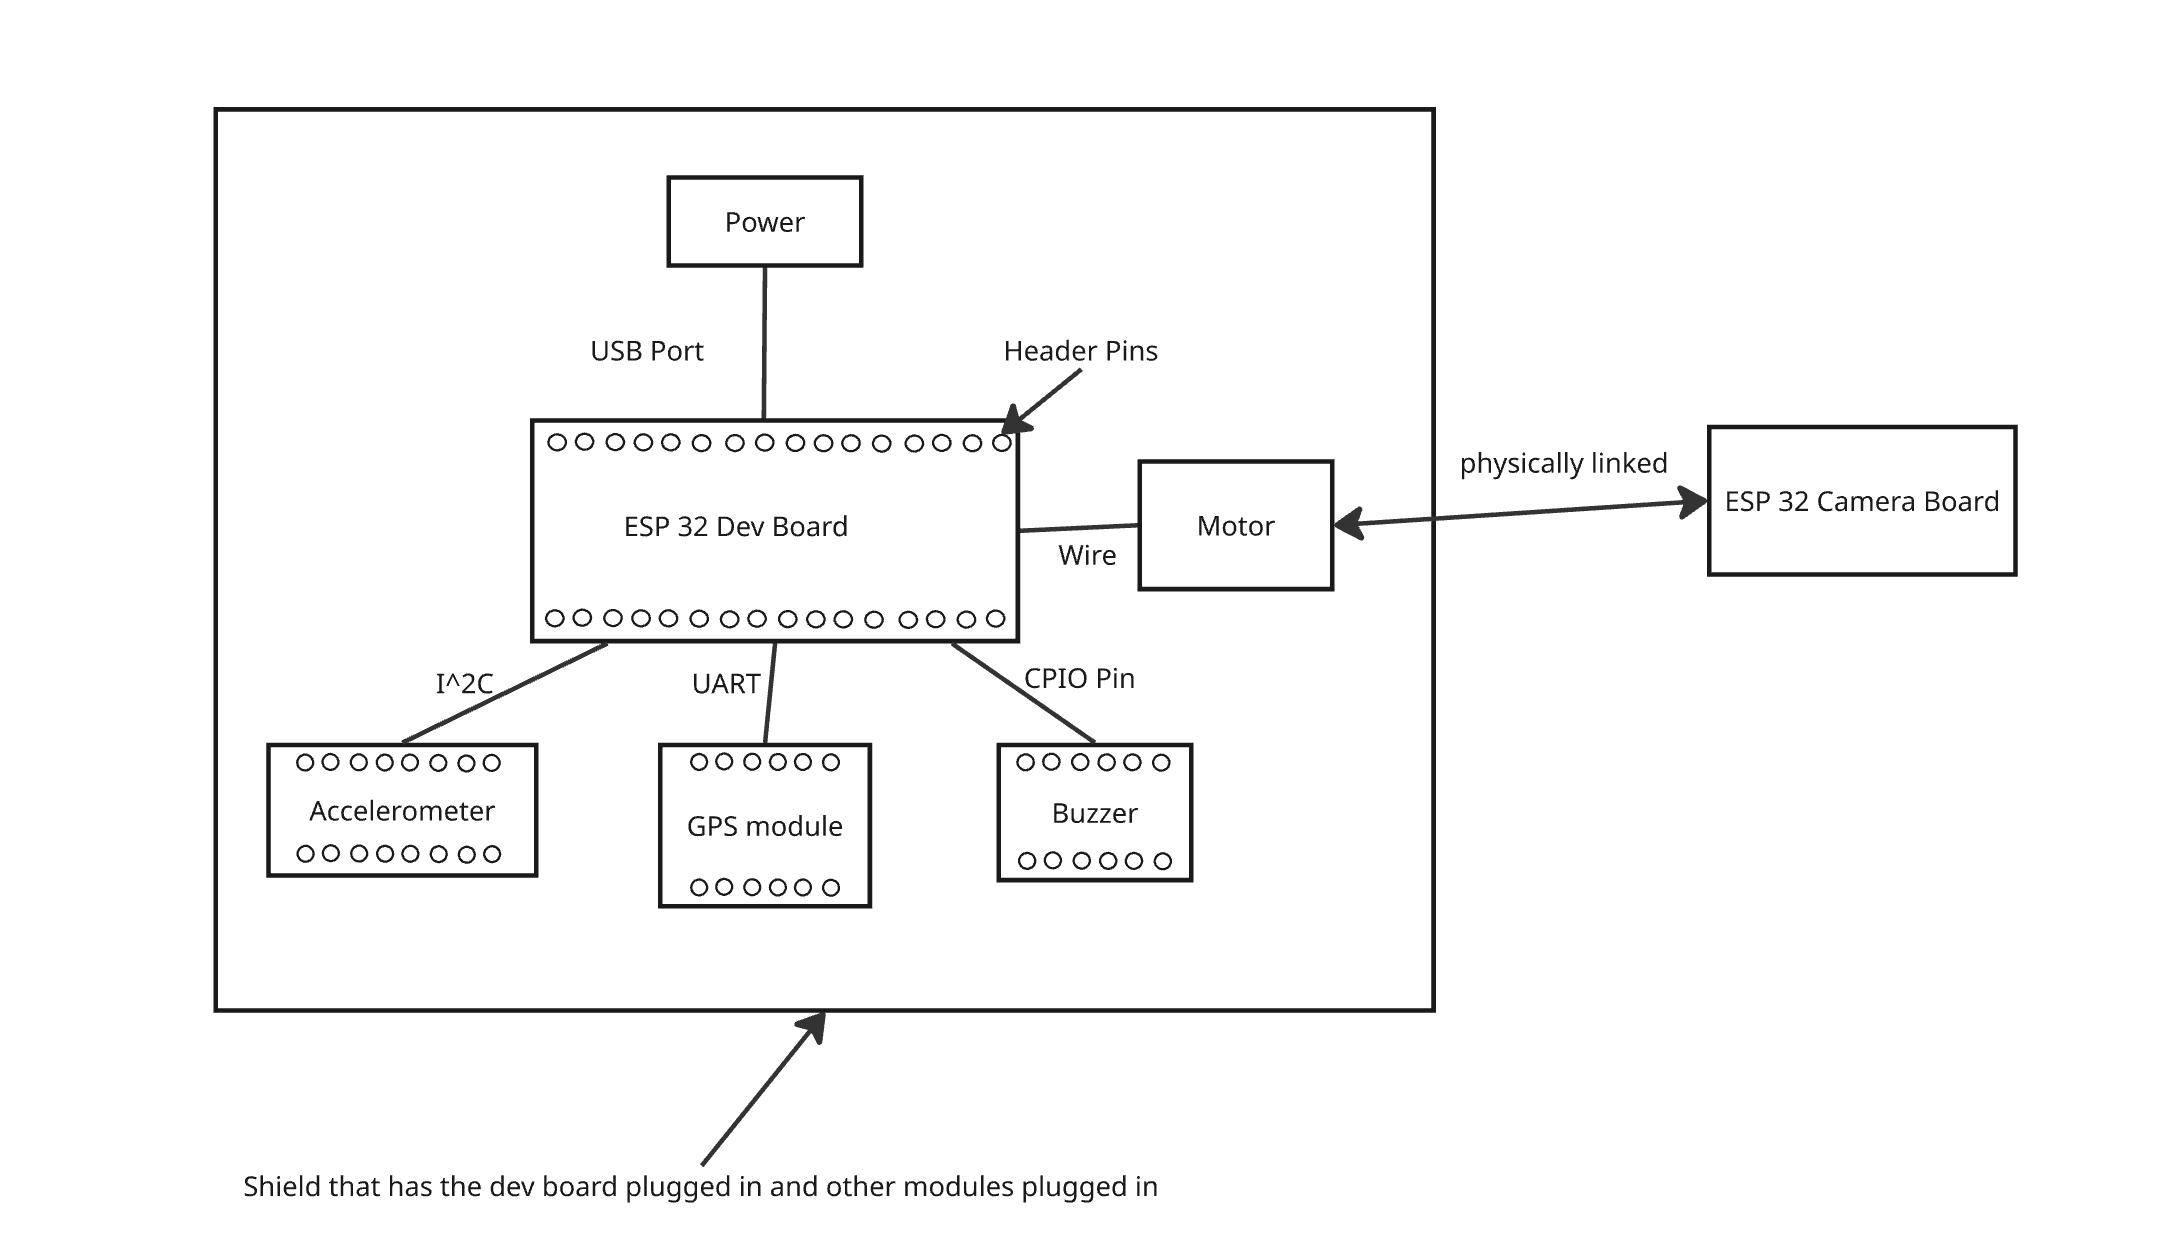 Power
USB Port
Header Pins
ESP 32 Dev Board
Wire
Motor
physically linked
ESP 32 Camera Board
I^2C
UART
CPIO Pin
Accelerometer
GPS module
Buzzer
Shield that has the dev board plugged in and other modules plugged in